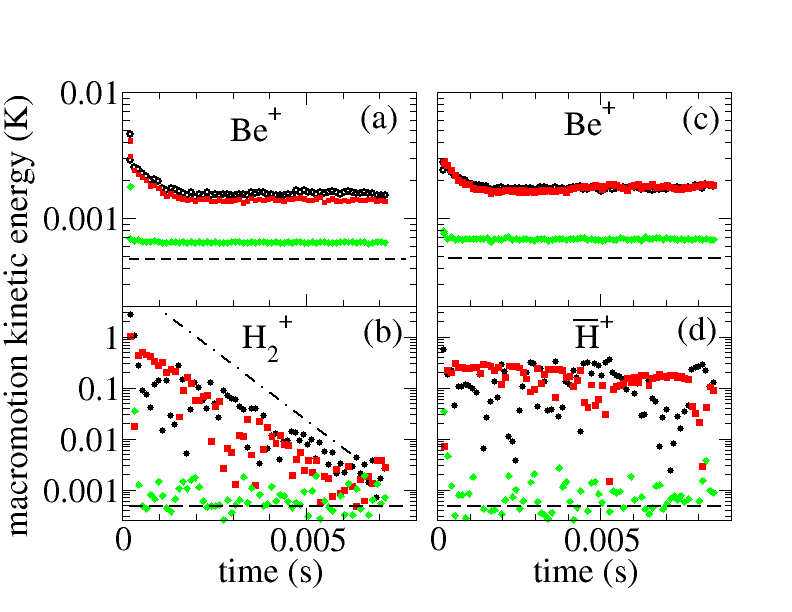 macromotion kinetic energy (K)
0.01
0.001
Be⁺ (a)
Be⁺ (c)
1
0.1
0.01
0.001
H₂⁺ (b)
H̅⁺ (d)
0 0.005
0 0.005
time (s)
time (s)